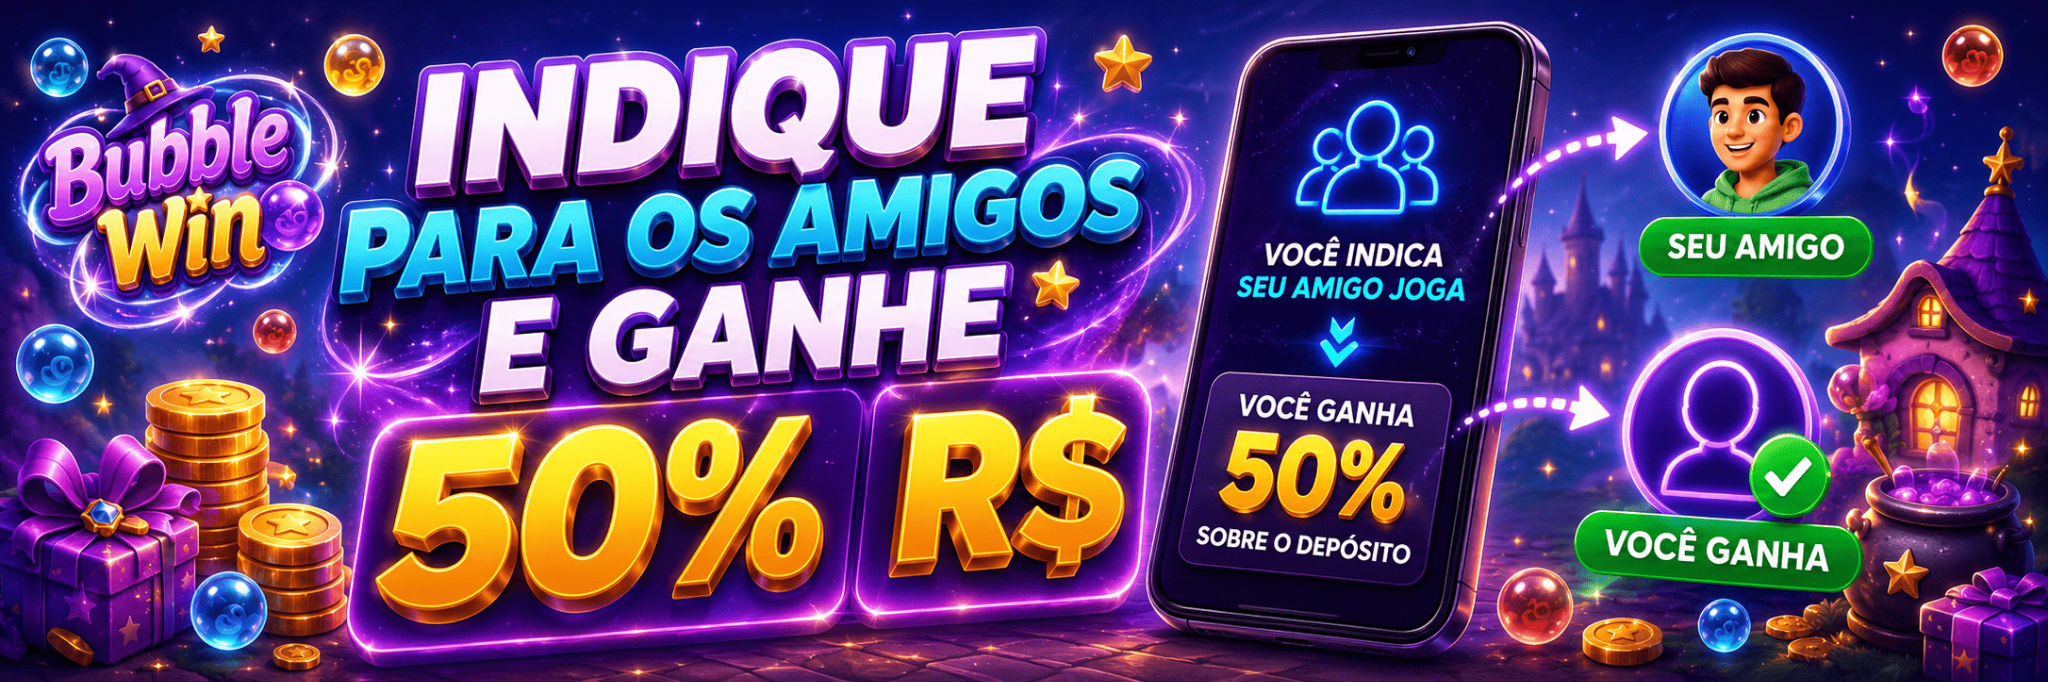 Bubble
Win
INDIQUE
PARA OS AMIGOS
E GANHE
50% R$
VOCÊ INDICA
SEU AMIGO JOGA
VOCÊ GANHA
50%
SOBRE O DEPÓSITO
SEU AMIGO
VOCÊ GANHA